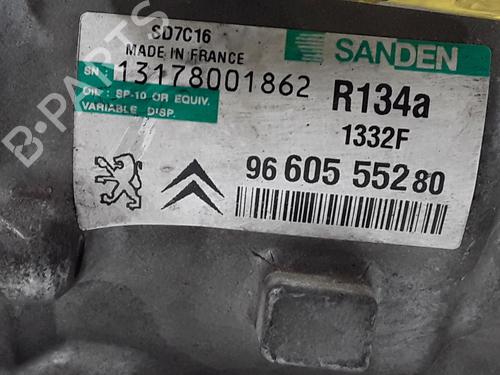 SD7C16
MADE IN FRANCE
SANDEN
SN: 13178001862
OIL: SP-10 OR EQUIV.
VARIABLE DISP.
R134a
1332F
96 605 552 80
B-PARTS